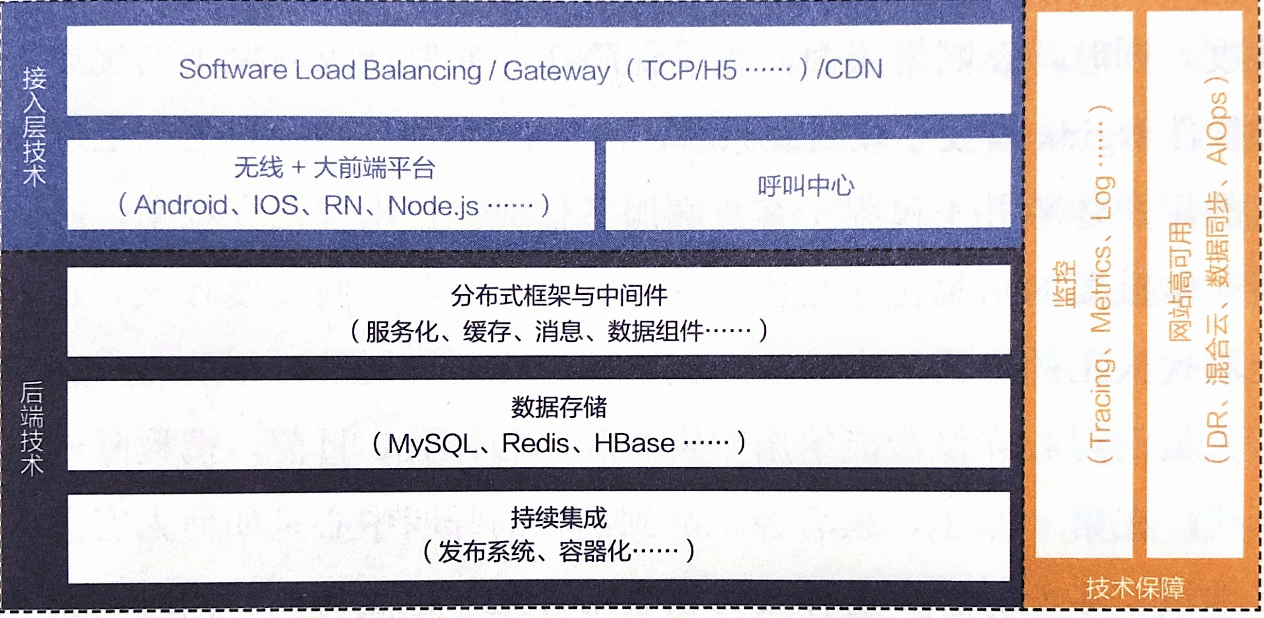 接入层技术
Software Load Balancing / Gateway（TCP/H5 ……）/CDN
无线 + 大前端平台
（Android、IOS、RN、Node.js ……）
呼叫中心
后端技术
分布式框架与中间件
（服务化、缓存、消息、数据组件……）
数据存储
（MySQL、Redis、HBase ……）
持续集成
（发布系统、容器化……）
监控
（Tracing、Metrics、Log ……）
网站高可用
（DR、混合云、数据同步、AIOps）
技术保障